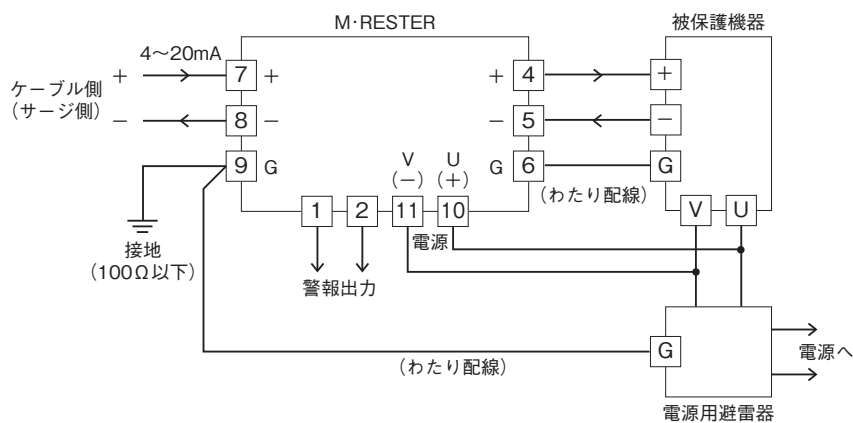 M·RESTER
被保護機器
4～20mA
ケーブル側
（サージ側）
+
7
+
+
4
+
−
8
−
−
5
−
9
G
G
6
G
（わたり配線）
V
（−）
U
（+）
1
2
11
10
V
U
電源
接地
（100Ω以下）
警報出力
G
（わたり配線）
電源へ
電源用避雷器